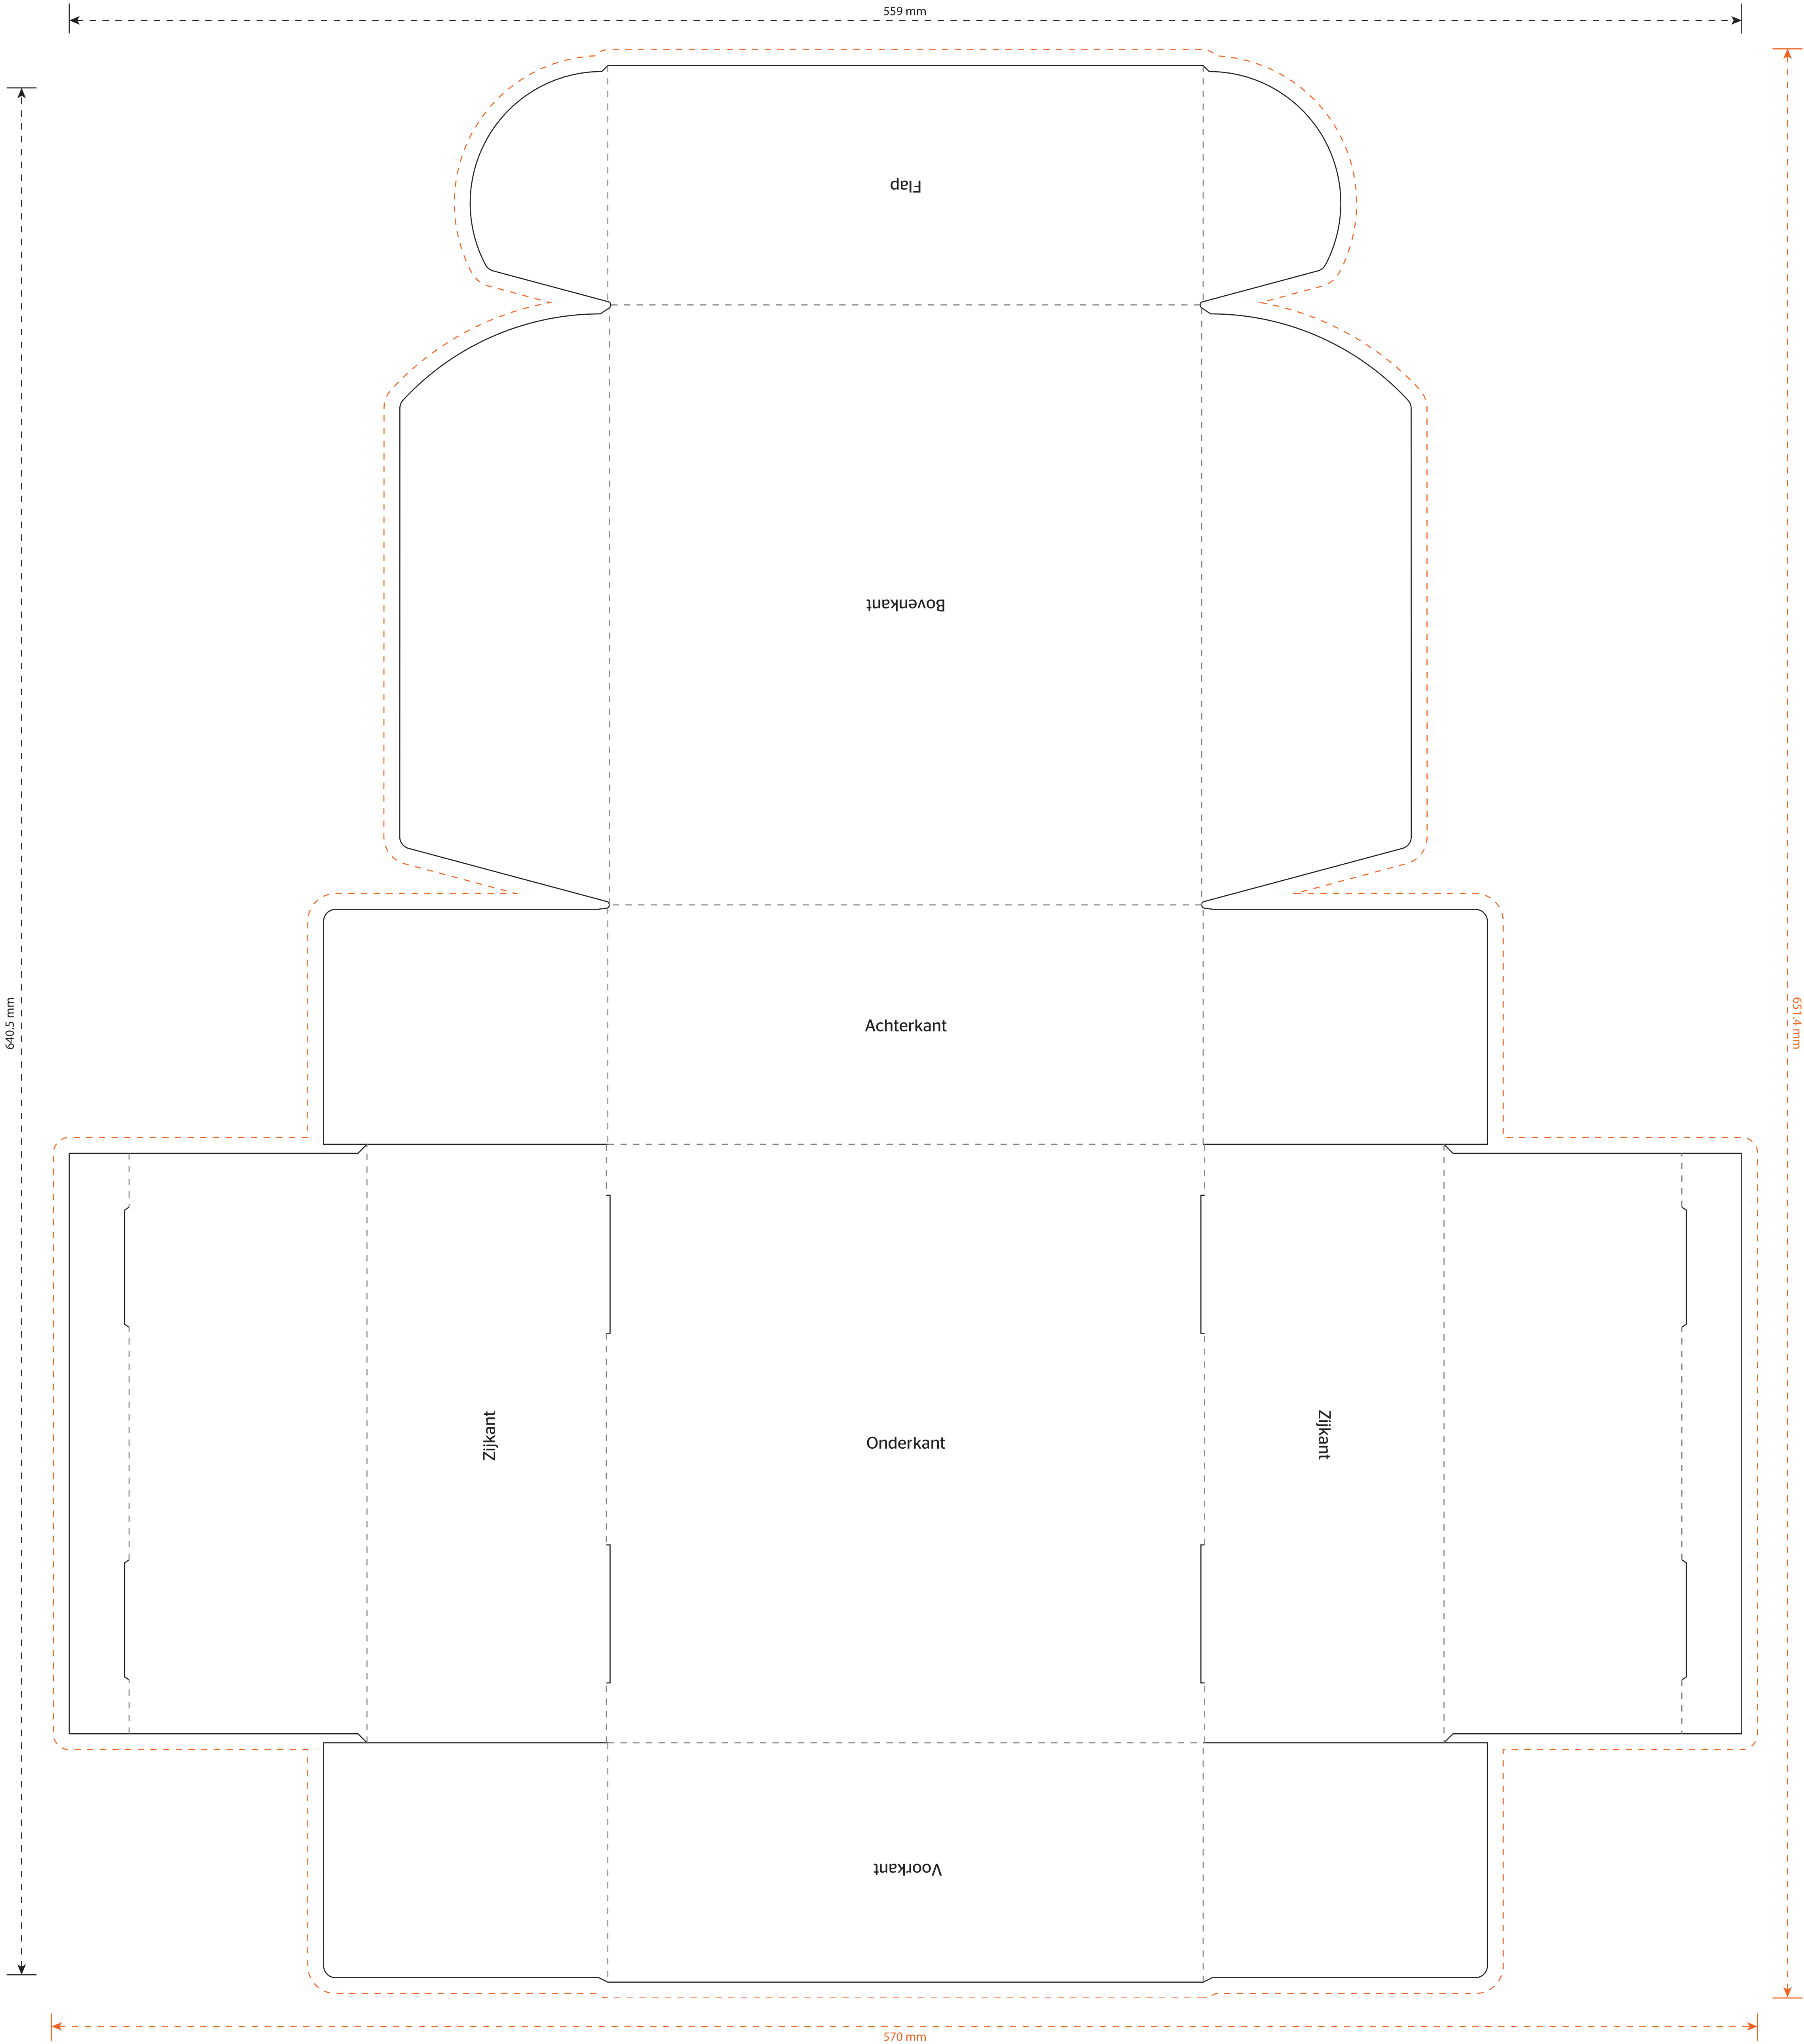 559 mm
Flap
Bovenkant
Achterkant
640.5 mm
651.4 mm
Zijkant
Onderkant
Zijkant
Voorkant
570 mm